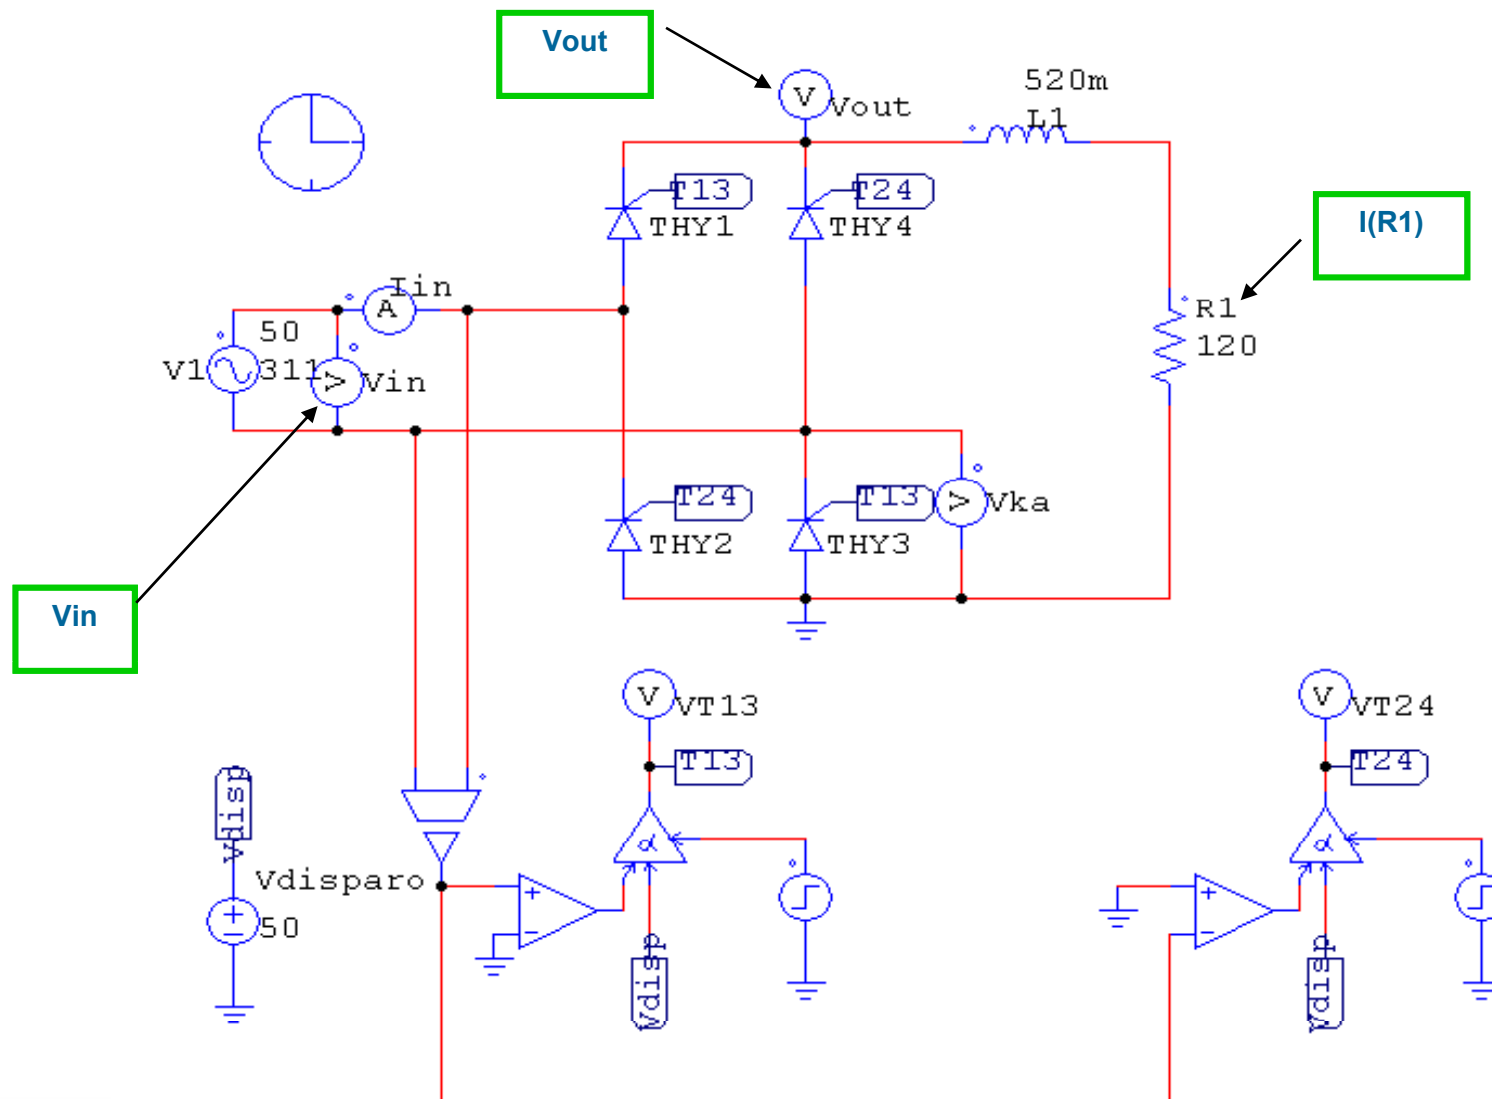 Vout
V
Vout
520m
L1
T13
T24
THY1
THY4
I(R1)
Iin
A
R1
120
50
V1
311
V
Vin
T24
T13
V
Vka
THY2
THY3
Vin
V
VT13
V
VT24
T13
T24
Vdisp
α
α
Vdisparo
50
Vdisp
Vdisp